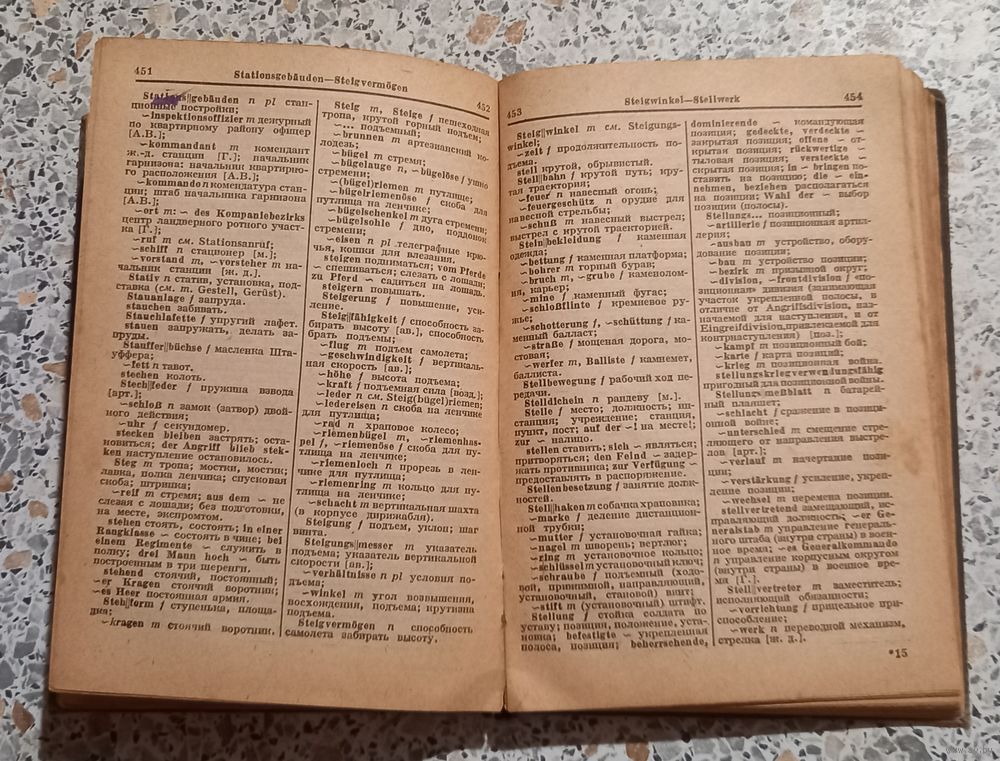 451 Stationsgebäuden—Steigvermögen 452
Stations||gebäuden n pl стан-
ционные постройки;
~inspektionsoffizier m дежурный
по квартирному району офицер
[А.В.];
~kommandant m комендант
ж.-д. станции [Г.]; начальник
гарнизона; начальник квартирно-
го расположения [А.В.];
~kommando n комендатура стан-
ции; штаб начальника гарнизона
[А.В.];
~ort m: ~ des Kompaniebezirks
центр ландверного ротного участ-
ка [Г.];
~ruf m см. Stationsanruf;
~schiff n стационер [м.];
~vorstand m, ~vorsteher m на-
чальник станции [ж. д.].
Stativ n статив, установка, под-
ставка (см. m. Gestell, Gerüst).
Stauanlage f запруда.
stauchen забивать.
Stauchlafette f упругий лафет.
stauen запружать, делать за-
пруды.
Stauffer||büchse f масленка Шта-
уффера;
~fett n тавот.
stechen колоть.
Stech||feder f пружина взвода
[арт.];
~schloß n замок (затвор) двой-
ного действия;
~uhr f секундомер.
stecken bleiben застрять; оста-
новиться; der Angriff blieb stek-
ken наступление остановилось.
Steg m тропа; мостки, мостик;
лавка, полка ленчика; спусковая
скоба; штрипка;
~reif m стремя; aus dem ~ не
слезая с лошади; без подготовки,
на месте, экспромтом.
stehen стоять, состоять; in einer
Rangklasse ~ состоять в чине; bei
einem Regimente ~ служить в
полку; drei Mann hoch ~ быть
построенным в три шеренги.
stehend стоячий, постоянный;
~er Kragen стоячий воротник;
~es Heer постоянная армия.
Steh||form f ступенька, площа-
дка;
~kragen m стоячий воротник.
Steig m, Steige f пешеходная
тропа, крутой горный подъем;
~... подъемный;
~brunnen m артезианский ко-
лодезь;
~bügel m стремя;
~bügelauge n, ~bügelöse f ушко
стремени;
~(bügel)riemen m путлище;
~bügelriemenöse f скоба для
путлища на ленчике;
~bügelschenkel m дуга стремени;
~bügelsohle f дно, поддонок
стремени;
~eisen n pl телеграфные крю-
чья, кошки для влезания.
steigen подниматься; vom Pferde
~ спешиваться; слезать с лошади;
zu Pferd ~ садиться на лошадь.
steigern повышать.
Steigerung f повышение, уси-
ление.
Steig||fähigkeit f способность за-
бирать высоту [ав.], способность
брать подъемы;
~flug m подъем самолета;
~geschwindigkeit f вертикаль-
ная скорость [ав.];
~höhe f высота подъема;
~kraft f подъемная сила [возд.];
~leder n см. Steig(bügel)riemen;
~ledereisen n скоба на ленчике
для путлища;
~rad n храповое колесо;
~riemenbügel m, ~riemenhas-
pel f, ~riemenöse f скоба для пу-
тлища на ленчике;
~riemenloch n прорезь в лен-
чике для путлища;
~riemenring m кольцо для пу-
тлища на ленчике;
~schacht m вертикальная шахта
(в корпусе дирижабля).
Steigung f подъем, уклон; шаг
винта.
Steigungs||messer m указатель
подъема; указатель вертикальной
скорости [ав.];
~verhältnisse n pl условия по-
дъема;
~winkel m угол возвышения,
восхождения, подъема; крутизна
подъема.
Steigvermögen n способность
самолета забирать высоту.
453 Steigwinkel—Stellwerk 454
Steig||winkel m см. Steigungs-
winkel;
~zeit f продолжительность по-
дъема.
steil крутой, обрывистый.
Steil||bahn f крутой путь; кру-
тая траектория;
~feuer n навесной огонь;
~feuergeschütz n орудие для
навесной стрельбы;
~schuß m навесный выстрел;
выстрел с крутой траекторией.
Stein||bekleidung f каменная
одежда;
~bettung f каменная платформа;
~bohrer m горный бурав;
~bruch m, ~grube f каменолом-
ня, карьер;
~mine f каменный фугас;
~schloßflinte f кремневое ру-
жье;
~schotterung f, ~schüttung f ка-
менный балласт;
~straße f мощеная дорога, мо-
стовая;
~werfer m, Balliste f камнемет,
баллиста.
Stellbewegung f рабочий ход пе-
редачи.
Stelldichein n рандеву [м.].
Stelle f место; должность; ин-
станция; учреждение; станция,
пункт, пост; auf der ~! на месте!;
zur ~ налицо.
stellen ставить; sich ~ являться;
притворяться; den Feind ~ задер-
жать противника; zur Verfügung ~
предоставлять в распоряжение.
Stellenbesetzung f занятие долж-
ностей.
Stell||haken m собачка храповика;
~marke f деление дистанцион-
ной трубки;
~mutter f установочная гайка;
~nagel m шворень; вертлюг;
~ring m установочное кольцо;
~schlüssel m установочный ключ;
~schraube f подъемный (ходо-
вой, прижимной, направляющий,
установочный, становой) винт;
~stift m (установочный) штифт.
Stellung f стойка солдата по
уставу; позиция, положение, уста-
новка; befestigte ~ укрепленная
полоса, позиция; beherrschende,
dominierende ~ командующая
позиция; gedeckte, verdeckte ~
закрытая позиция; offene ~ от-
крытая позиция; rückwärtige ~
тыловая позиция; versteckte ~
скрытая позиция; in ~ bringen по-
ставить на позицию; die ~ ein-
nehmen, beziehen располагаться
на позиции; Wahl der ~ выбор
позиции (полосы).
Stellungs... позиционный;
~artillerie f позиционная артил-
лерия;
~ausbau m устройство, обору-
дование позиции;
~bau m устройство позиции;
~bezirk m призывной округ;
~division, ~frontdivision f «по-
зиционная» дивизия (занимающая
участок укрепленной полосы, в
отличие от Angriffsdivision, наз-
начаемой для наступления, и от
Eingreifdivision, привлекаемой для
контрнаступления) [поз.];
~kampf m позиционный бой;
~karte f карта позиций;
~krieg m позиционная война.
stellungskriegverwendungsfähig
пригодный для позиционной войны.
Stellungs||meßblatt n батарей-
ный планшет;
~schlacht f сражение в позици-
онной войне;
~unterschied m смещение стре-
ляющего от направления выстре-
лов [арт.];
~verlauf m начертание пози-
ции;
~verstärkung f усиление, укреп-
ление позиции;
~wechsel m перемена позиции.
stellvertretend замещающий, ис-
правляющий должность; ~er Ge-
neralstab m управление генераль-
ного штаба (внутри страны) в воен-
ное время; ~es Generalkommando
n управление корпусным округом
(внутри страны) в военное вре-
мя [Г.].
Stell||vertreter m заместитель;
исполняющий обязанности;
~vorrichtung f прицельное при-
способление;
~werk n переводной механизм,
стрелка [ж. д.].
*15